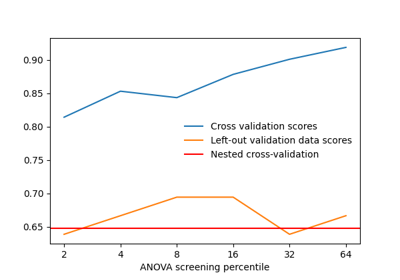 0.90
0.85
0.80
0.75
0.70
0.65
Cross validation scores
Left-out validation data scores
Nested cross-validation
2 4 8 16 32 64
ANOVA screening percentile